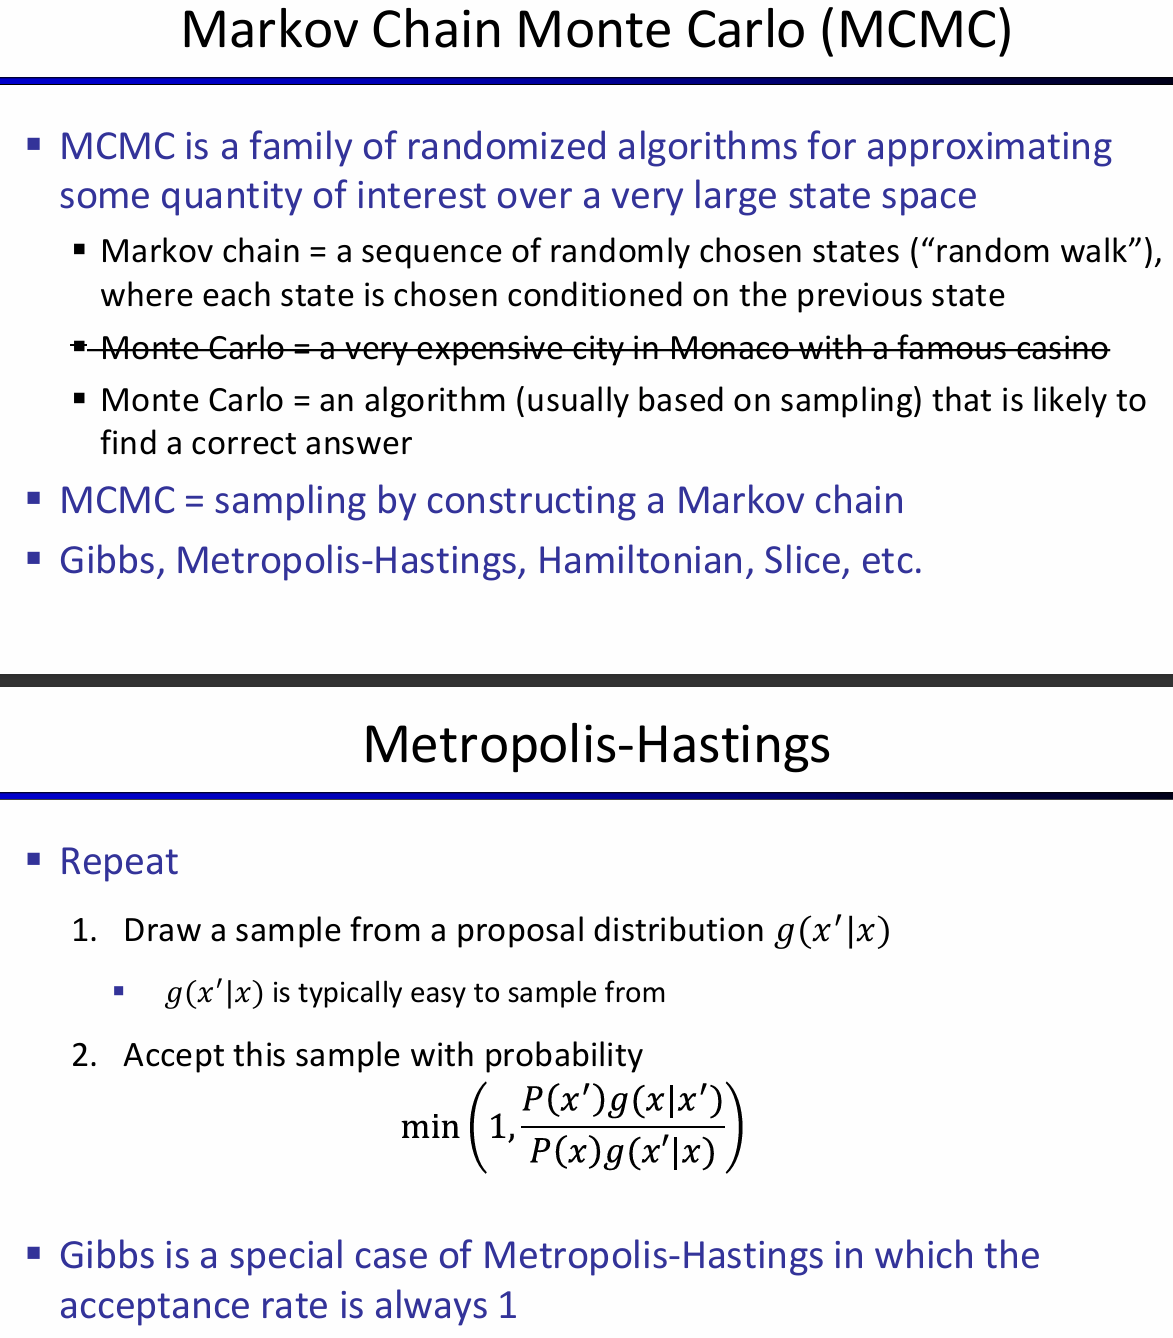 Markov Chain Monte Carlo (MCMC)
▪ MCMC is a family of randomized algorithms for approximating
some quantity of interest over a very large state space
▪ Markov chain = a sequence of randomly chosen states (“random walk”),
where each state is chosen conditioned on the previous state
▪ Monte Carlo = a very expensive city in Monaco with a famous casino
▪ Monte Carlo = an algorithm (usually based on sampling) that is likely to
find a correct answer
▪ MCMC = sampling by constructing a Markov chain
▪ Gibbs, Metropolis-Hastings, Hamiltonian, Slice, etc.
Metropolis-Hastings
▪ Repeat
1. Draw a sample from a proposal distribution g(x′|x)
▪ g(x′|x) is typically easy to sample from
2. Accept this sample with probability
min(1, P(x′)g(x|x′) / P(x)g(x′|x))
▪ Gibbs is a special case of Metropolis-Hastings in which the
acceptance rate is always 1